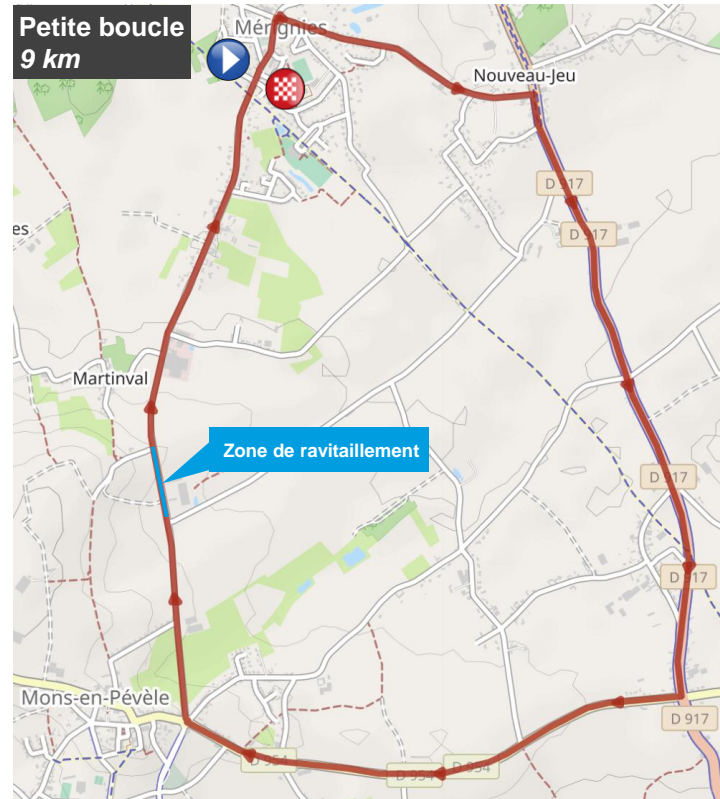 Petite boucle
9 km
Mérignies
Nouveau-Jeu
D 917
D 917
es
Martinval
Zone de ravitaillement
D 917
D 917
Mons-en-Pévèle
D 917
D 954
D 954
D 954